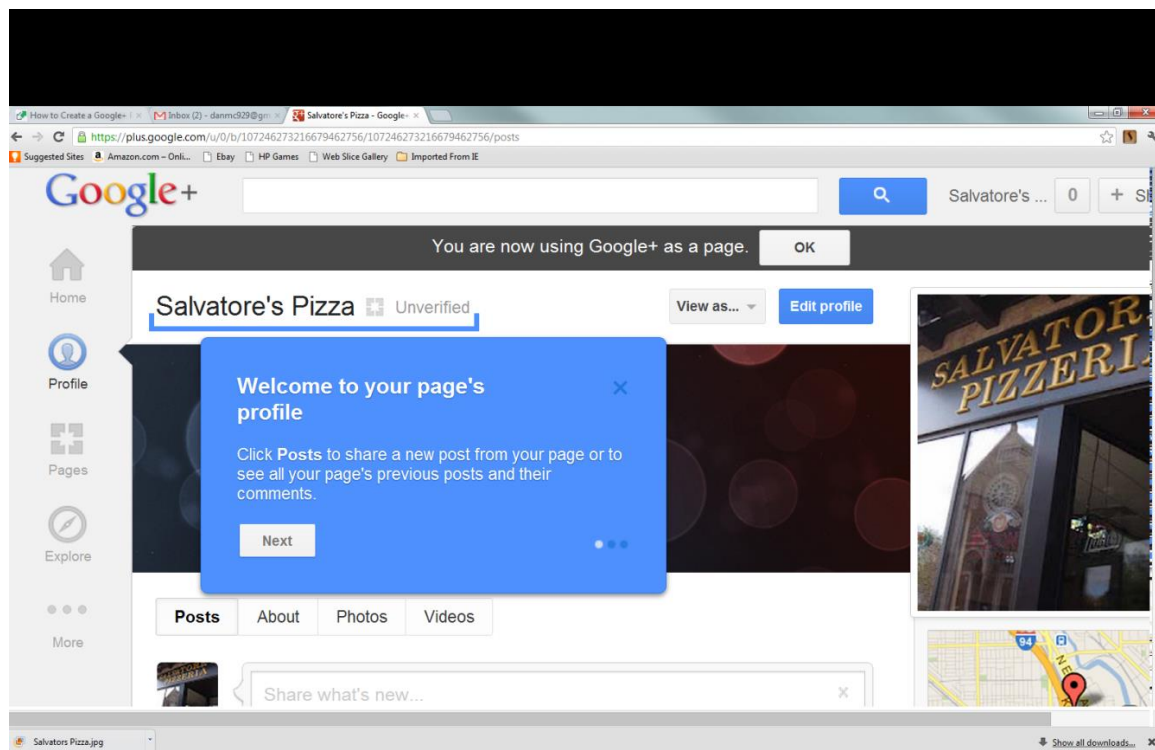 How to Create a Google+
Inbox (2) - danmc929@gm
Salvatore's Pizza - Google+
https://plus.google.com/u/0/b/107246273216679462756/107246273216679462756/posts
Suggested Sites
Amazon.com – Onli...
Ebay
HP Games
Web Slice Gallery
Imported From IE
Google+
Salvatore's ...
0
+ Sh
You are now using Google+ as a page.
OK
Home
Salvatore's Pizza
Unverified
View as...
Edit profile
SALVATOR
PIZZERI
Profile
Welcome to your page's
profile
Click Posts to share a new post from your page or to
see all your page's previous posts and their
comments.
Next
Pages
Explore
More
Posts
About
Photos
Videos
94
Share what's new...
Salvators Pizza.jpg
Show all downloads...